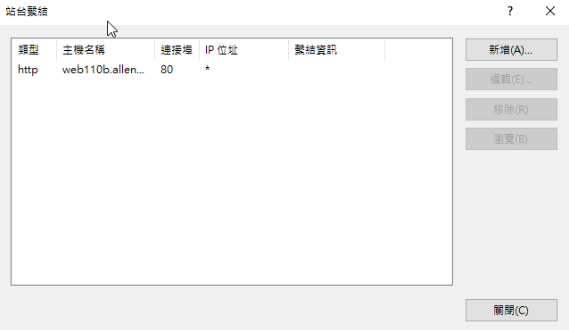 站台繫結
?
類型 主機名稱 連接埠 IP 位址 繫結資訊
http web110b.allen... 80 *
新增(A)...
編輯(E)...
移除(R)
瀏覽(B)
關閉(C)